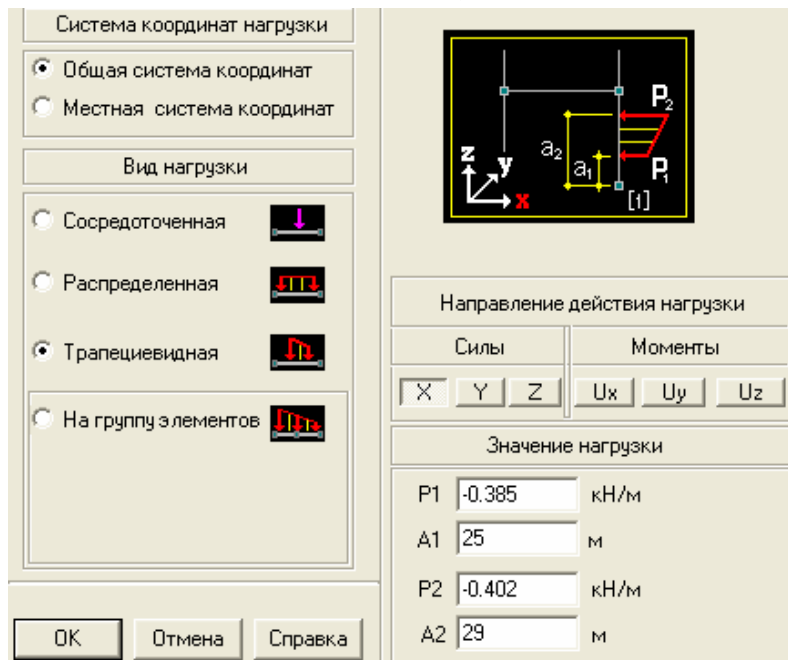 Система координат нагрузки
Общая система координат
Местная система координат
Вид нагрузки
Сосредоточенная
Распределенная
Трапециевидная
На группу элементов
OK Отмена Справка
P2
a2 a1 P1
z y x [1]
Направление действия нагрузки
Силы Моменты
X Y Z Ux Uy Uz
Значение нагрузки
P1 -0.385 кН/м
A1 25 м
P2 -0.402 кН/м
A2 29 м